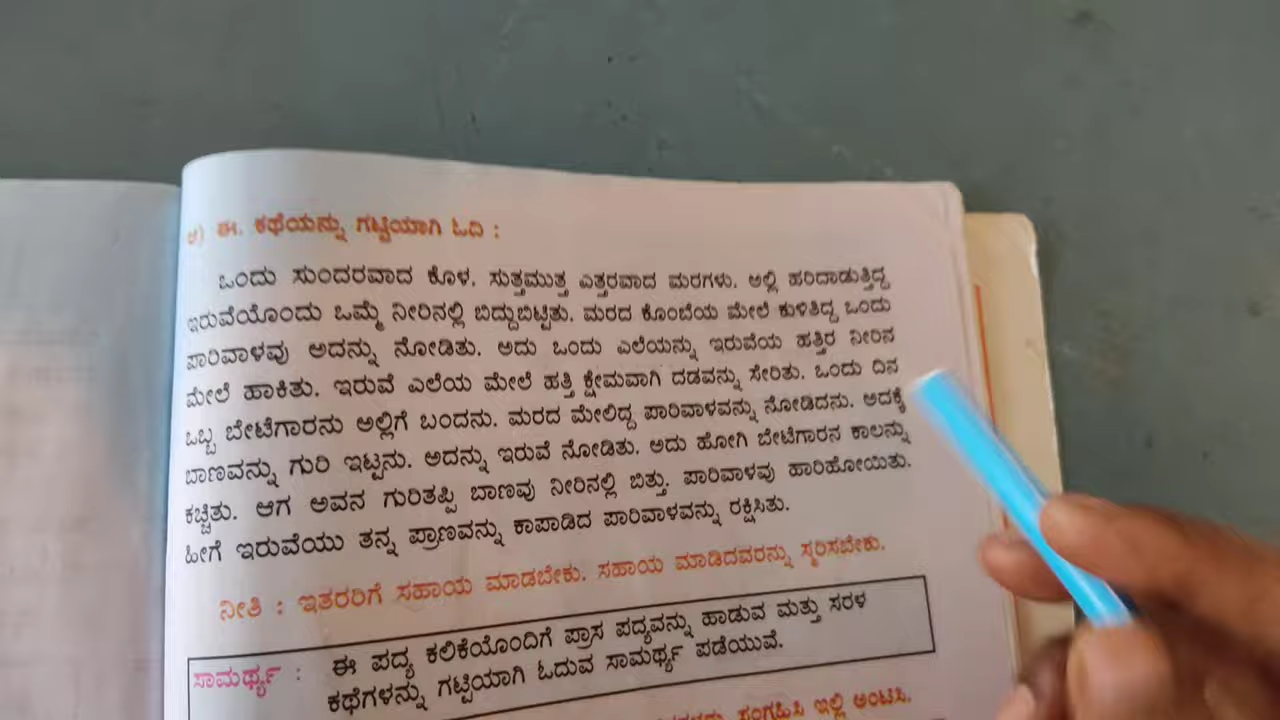 ಈ. ಕಥೆಯನ್ನು ಗಟ್ಟಿಯಾಗಿ ಓದಿ :
ಒಂದು ಸುಂದರವಾದ ಕೊಳ. ಸುತ್ತಮುತ್ತ ಎತ್ತರವಾದ ಮರಗಳು. ಅಲ್ಲಿ ಹರಿದಾಡುತ್ತಿದ್ದ
ಇರುವೆಯೊಂದು ಒಮ್ಮೆ ನೀರಿನಲ್ಲಿ ಬಿದ್ದುಬಿಟ್ಟಿತು. ಮರದ ಕೊಂಬೆಯ ಮೇಲೆ ಕುಳಿತಿದ್ದ ಒಂದು
ಪಾರಿವಾಳವು ಅದನ್ನು ನೋಡಿತು. ಅದು ಒಂದು ಎಲೆಯನ್ನು ಇರುವೆಯ ಹತ್ತಿರ ನೀರಿನ
ಮೇಲೆ ಹಾಕಿತು. ಇರುವೆ ಎಲೆಯ ಮೇಲೆ ಹತ್ತಿ ಕ್ಷೇಮವಾಗಿ ದಡವನ್ನು ಸೇರಿತು. ಒಂದು ದಿನ
ಒಬ್ಬ ಬೇಟೆಗಾರನು ಅಲ್ಲಿಗೆ ಬಂದನು. ಮರದ ಮೇಲಿದ್ದ ಪಾರಿವಾಳವನ್ನು ನೋಡಿದನು. ಅದಕ್ಕೆ
ಬಾಣವನ್ನು ಗುರಿ ಇಟ್ಟನು. ಅದನ್ನು ಇರುವೆ ನೋಡಿತು. ಅದು ಹೋಗಿ ಬೇಟೆಗಾರನ ಕಾಲನ್ನು
ಕಚ್ಚಿತು. ಆಗ ಅವನ ಗುರಿತಪ್ಪಿ ಬಾಣವು ನೀರಿನಲ್ಲಿ ಬಿತ್ತು. ಪಾರಿವಾಳವು ಹಾರಿಹೋಯಿತು.
ಹೀಗೆ ಇರುವೆಯು ತನ್ನ ಪ್ರಾಣವನ್ನು ಕಾಪಾಡಿದ ಪಾರಿವಾಳವನ್ನು ರಕ್ಷಿಸಿತು.
ನೀತಿ : ಇತರರಿಗೆ ಸಹಾಯ ಮಾಡಬೇಕು. ಸಹಾಯ ಮಾಡಿದವರನ್ನು ಸ್ಮರಿಸಬೇಕು.
ಸಾಮರ್ಥ್ಯ : ಈ ಪದ್ಯ ಕಲಿಕೆಯೊಂದಿಗೆ ಪ್ರಾಸ ಪದ್ಯವನ್ನು ಹಾಡುವ ಮತ್ತು ಸರಳ
ಕಥೆಗಳನ್ನು ಗಟ್ಟಿಯಾಗಿ ಓದುವ ಸಾಮರ್ಥ್ಯ ಪಡೆಯುವೆ.
ಸಂಗ್ರಹಿಸಿ ಇಲ್ಲಿ ಅಂಟಿಸಿ.